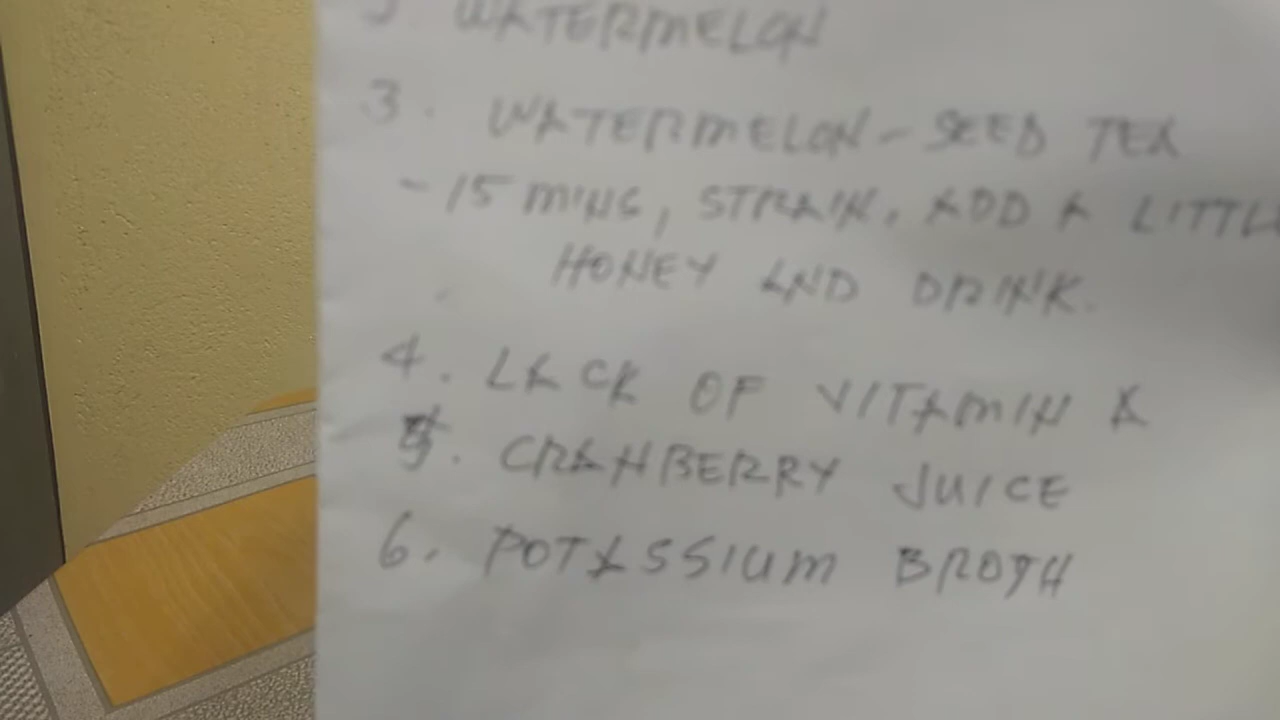 WATERMELON
3. WATERMELON - SEED TEA
- 15 MINS, STRAIN, ADD A LITTLE
HONEY AND DRINK.
4. LACK OF VITAMIN A
5. CRANBERRY JUICE
6. POTASSIUM BROTH